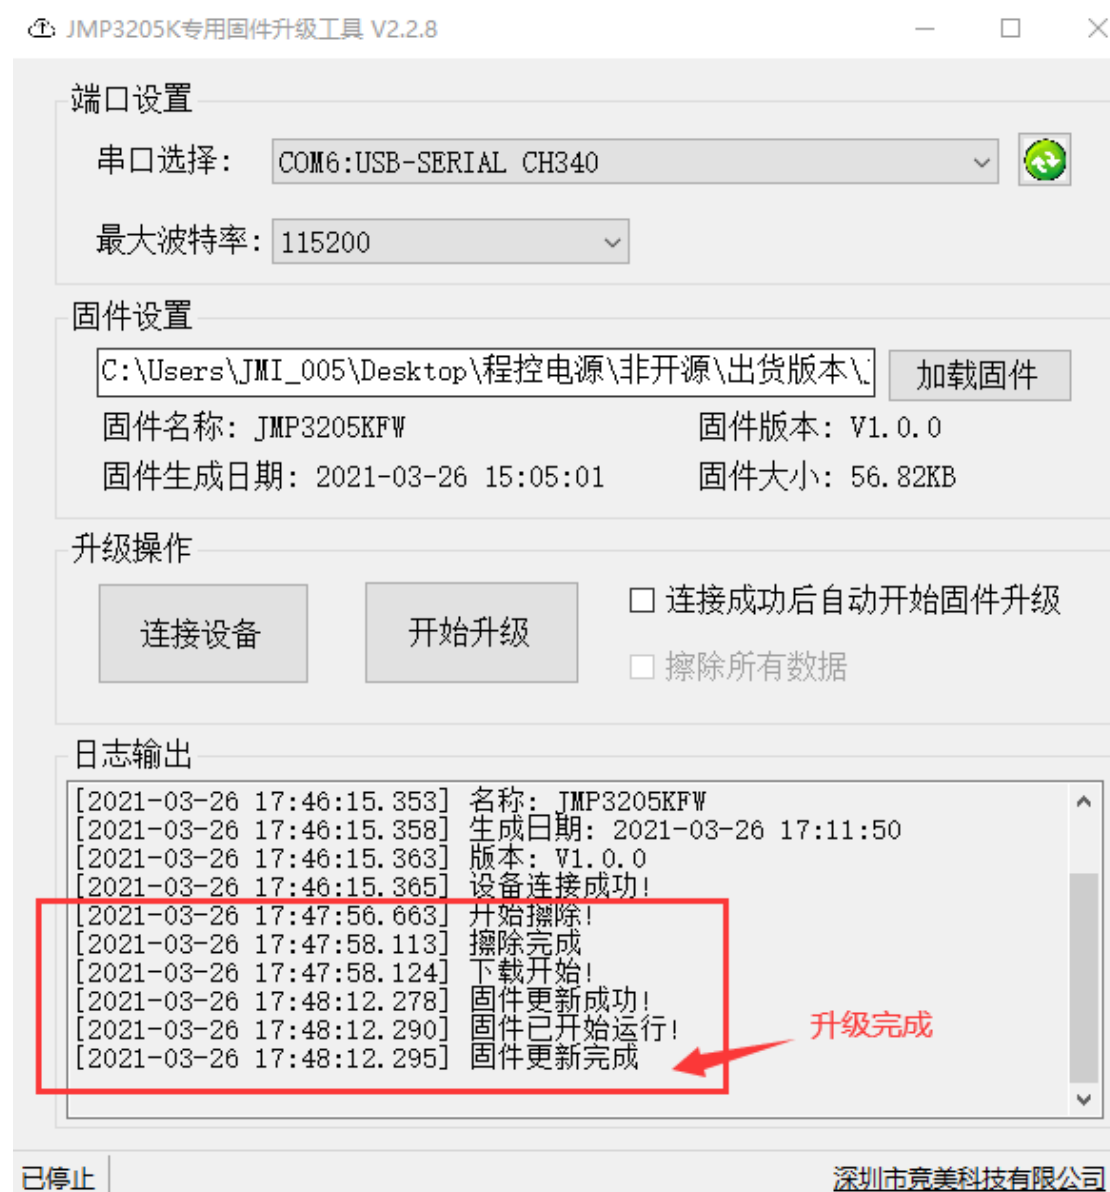 JMP3205K专用固件升级工具 V2.2.8
端口设置
串口选择: COM6:USB-SERIAL CH340
最大波特率: 115200
固件设置
C:\Users\JMI_005\Desktop\程控电源\非开源\出货版本\ 加载固件
固件名称: JMP3205KFW 固件版本: V1.0.0
固件生成日期: 2021-03-26 15:05:01 固件大小: 56.82KB
升级操作
连接设备 开始升级 连接成功后自动开始固件升级
擦除所有数据
日志输出
[2021-03-26 17:46:15.353] 名称: JMP3205KFW
[2021-03-26 17:46:15.358] 生成日期: 2021-03-26 17:11:50
[2021-03-26 17:46:15.363] 版本: V1.0.0
[2021-03-26 17:46:15.365] 设备连接成功!
[2021-03-26 17:47:56.663] 开始擦除!
[2021-03-26 17:47:58.113] 擦除完成
[2021-03-26 17:47:58.124] 下载开始!
[2021-03-26 17:48:12.278] 固件更新成功!
[2021-03-26 17:48:12.290] 固件已开始运行!
[2021-03-26 17:48:12.295] 固件更新完成
升级完成
已停止 深圳市竞美科技有限公司